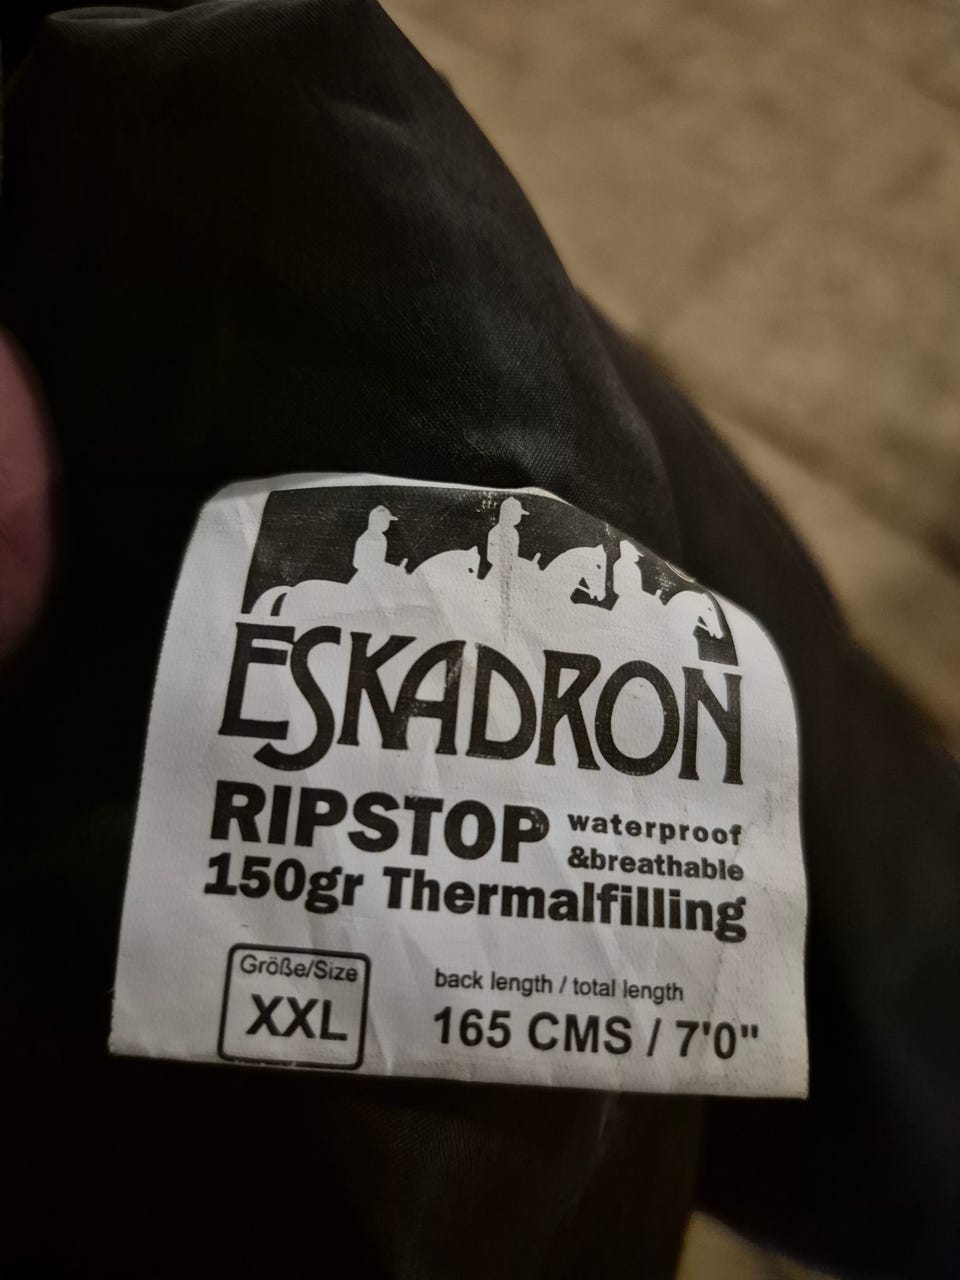 ESKADRON
RIPSTOP waterproof
&breathable
150gr Thermalfilling
Größe/Size
XXL
back length / total length
165 CMS / 7'0"